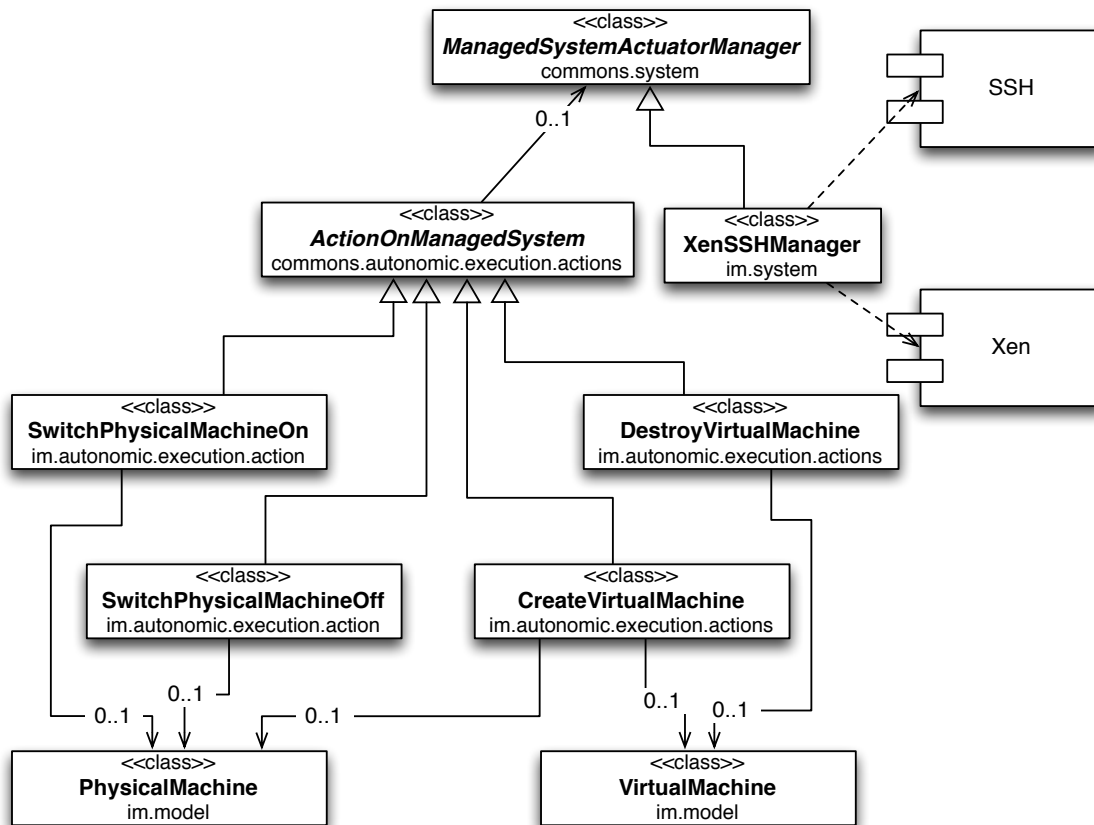 <<class>>
ManagedSystemActuatorManager
commons.system
SSH
0..1
<<class>>
ActionOnManagedSystem
commons.autonomic.execution.actions
<<class>>
XenSSHManager
im.system
Xen
<<class>>
SwitchPhysicalMachineOn
im.autonomic.execution.action
<<class>>
DestroyVirtualMachine
im.autonomic.execution.actions
<<class>>
SwitchPhysicalMachineOff
im.autonomic.execution.action
<<class>>
CreateVirtualMachine
im.autonomic.execution.actions
0..1
0..1
0..1
0..1
0..1
<<class>>
PhysicalMachine
im.model
<<class>>
VirtualMachine
im.model